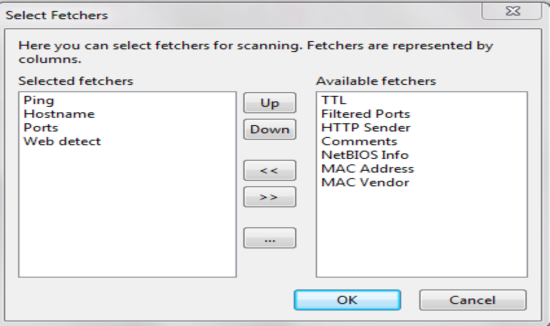 Select Fetchers
Here you can select fetchers for scanning. Fetchers are represented by
columns.
Selected fetchers
Ping
Hostname
Ports
Web detect
Up
Down
<<
>>
...
Available fetchers
TTL
Filtered Ports
HTTP Sender
Comments
NetBIOS Info
MAC Address
MAC Vendor
OK
Cancel